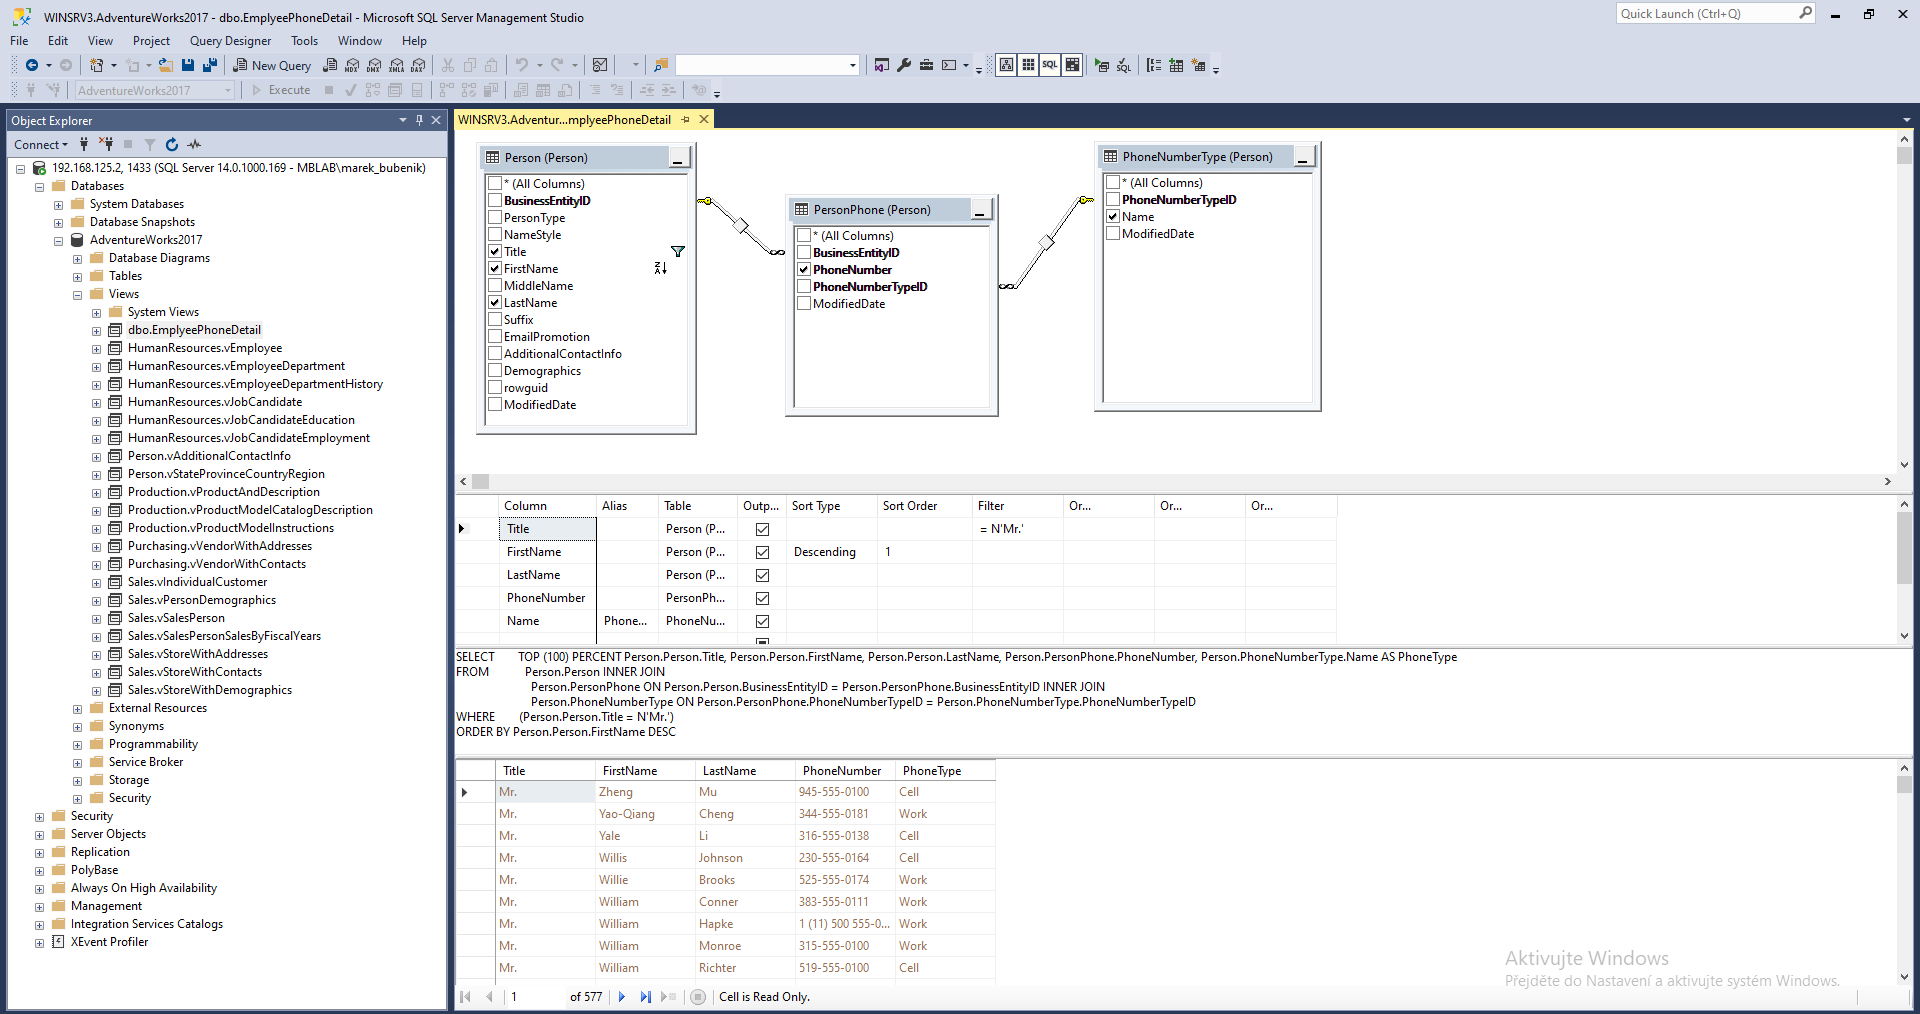 WINSRV3.AdventureWorks2017 - dbo.EmplyeePhoneDetail - Microsoft SQL Server Management Studio
Quick Launch (Ctrl+Q)
File Edit View Project Query Designer Tools Window Help
New Query MDX DMX XMLA DAX SQL SQL
AdventureWorks2017 Execute
Object Explorer
Connect
192.168.125.2, 1433 (SQL Server 14.0.1000.169 - MBLAB\marek_bubenik)
Databases
System Databases
Database Snapshots
AdventureWorks2017
Database Diagrams
Tables
Views
System Views
dbo.EmplyeePhoneDetail
HumanResources.vEmployee
HumanResources.vEmployeeDepartment
HumanResources.vEmployeeDepartmentHistory
HumanResources.vJobCandidate
HumanResources.vJobCandidateEducation
HumanResources.vJobCandidateEmployment
Person.vAdditionalContactInfo
Person.vStateProvinceCountryRegion
Production.vProductAndDescription
Production.vProductModelCatalogDescription
Production.vProductModelInstructions
Purchasing.vVendorWithAddresses
Purchasing.vVendorWithContacts
Sales.vIndividualCustomer
Sales.vPersonDemographics
Sales.vSalesPerson
Sales.vSalesPersonSalesByFiscalYears
Sales.vStoreWithAddresses
Sales.vStoreWithContacts
Sales.vStoreWithDemographics
External Resources
Synonyms
Programmability
Service Broker
Storage
Security
Security
Server Objects
Replication
PolyBase
Always On High Availability
Management
Integration Services Catalogs
XEvent Profiler
WINSRV3.Adventur...mplyeePhoneDetail
Person (Person)
* (All Columns)
BusinessEntityID
PersonType
NameStyle
Title
FirstName
MiddleName
LastName
Suffix
EmailPromotion
AdditionalContactInfo
Demographics
rowguid
ModifiedDate
PersonPhone (Person)
* (All Columns)
BusinessEntityID
PhoneNumber
PhoneNumberTypeID
ModifiedDate
PhoneNumberType (Person)
* (All Columns)
PhoneNumberTypeID
Name
ModifiedDate
Column Alias Table Outp... Sort Type Sort Order Filter Or... Or... Or...
Title Person (P... = N'Mr.'
FirstName Person (P... Descending 1
LastName Person (P...
PhoneNumber PersonPh...
Name Phone... PhoneNu...
SELECT TOP (100) PERCENT Person.Person.Title, Person.Person.FirstName, Person.Person.LastName, Person.PersonPhone.PhoneNumber, Person.PhoneNumberType.Name AS PhoneType
FROM Person.Person INNER JOIN
Person.PersonPhone ON Person.Person.BusinessEntityID = Person.PersonPhone.BusinessEntityID INNER JOIN
Person.PhoneNumberType ON Person.PersonPhone.PhoneNumberTypeID = Person.PhoneNumberType.PhoneNumberTypeID
WHERE (Person.Person.Title = N'Mr.')
ORDER BY Person.Person.FirstName DESC
Title FirstName LastName PhoneNumber PhoneType
Mr. Zheng Mu 945-555-0100 Cell
Mr. Yao-Qiang Cheng 344-555-0181 Work
Mr. Yale Li 316-555-0138 Cell
Mr. Willis Johnson 230-555-0164 Cell
Mr. Willie Brooks 525-555-0174 Work
Mr. William Conner 383-555-0111 Work
Mr. William Hapke 1 (11) 500 555-0... Work
Mr. William Monroe 315-555-0100 Work
Mr. William Richter 519-555-0100 Cell
1 of 577 Cell is Read Only.
Aktivujte Windows
Přejděte do Nastavení a aktivujte systém Windows.